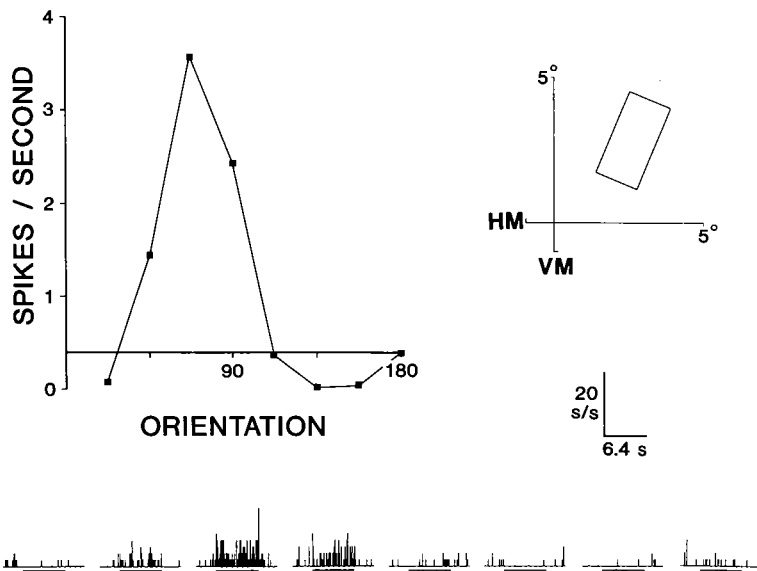 4
3
2
1
0
SPIKES / SECOND
90
180
ORIENTATION
5°
HM
5°
VM
20
s/s
6.4 s